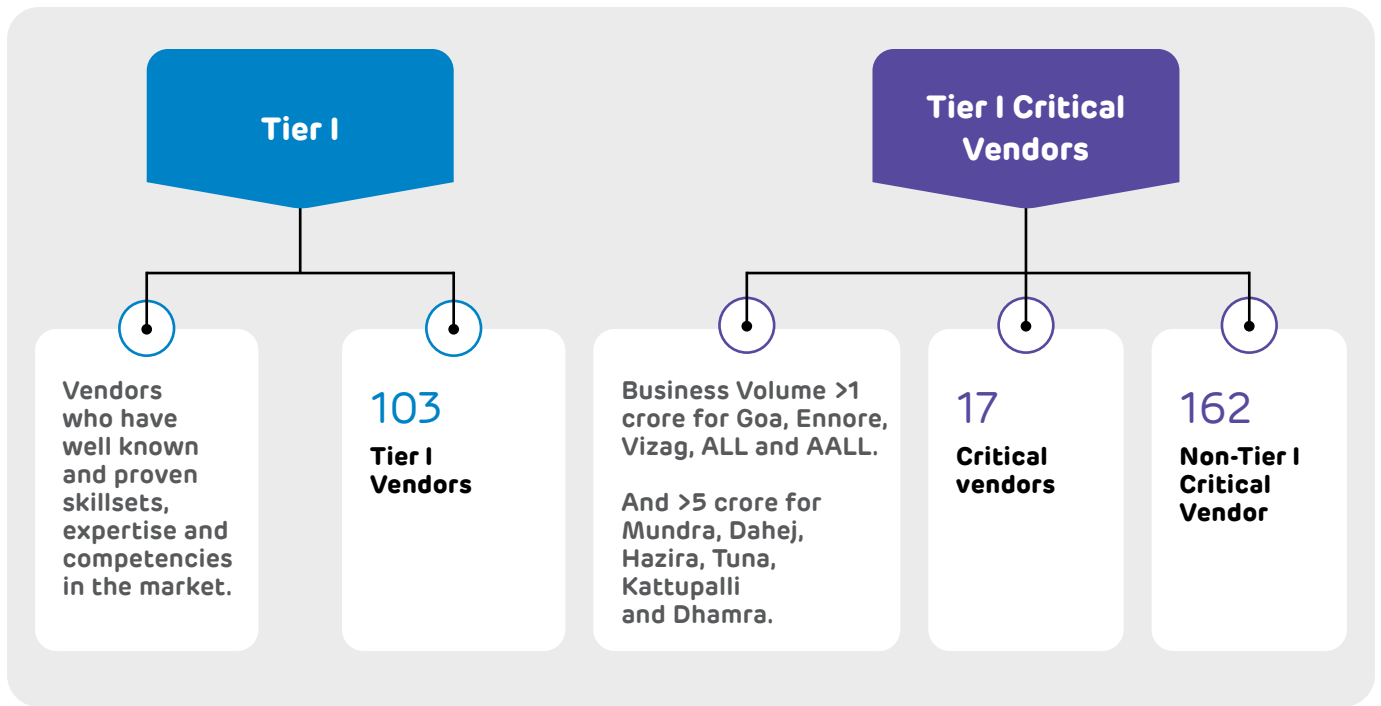 Tier I
Tier I Critical
Vendors
Vendors
who have
well known
and proven
skillsets,
expertise and
competencies
in the market.
103
Tier I
Vendors
Business Volume >1
crore for Goa, Ennore,
Vizag, ALL and AALL.
And >5 crore for
Mundra, Dahej,
Hazira, Tuna,
Kattupalli
and Dhamra.
17
Critical
vendors
162
Non-Tier I
Critical
Vendor